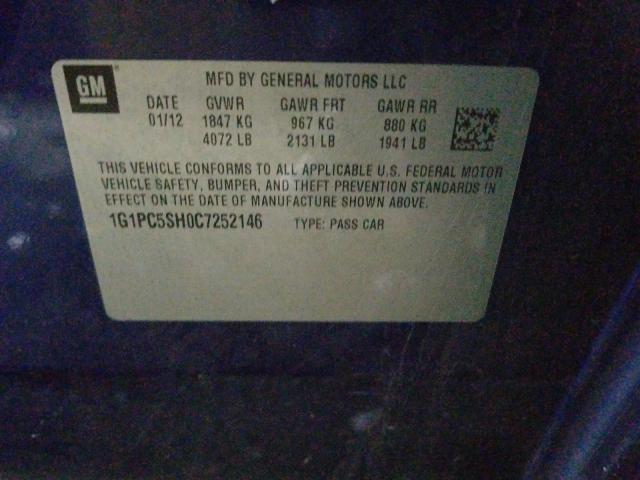 GM
MFD BY GENERAL MOTORS LLC
DATE GVWR GAWR FRT GAWR RR
01/12 1847 KG 967 KG 880 KG
4072 LB 2131 LB 1941 LB
THIS VEHICLE CONFORMS TO ALL APPLICABLE U.S. FEDERAL MOTOR
VEHICLE SAFETY, BUMPER, AND THEFT PREVENTION STANDARDS IN
EFFECT ON THE DATE OF MANUFACTURE SHOWN ABOVE.
1G1PC5SH0C7252146 TYPE: PASS CAR